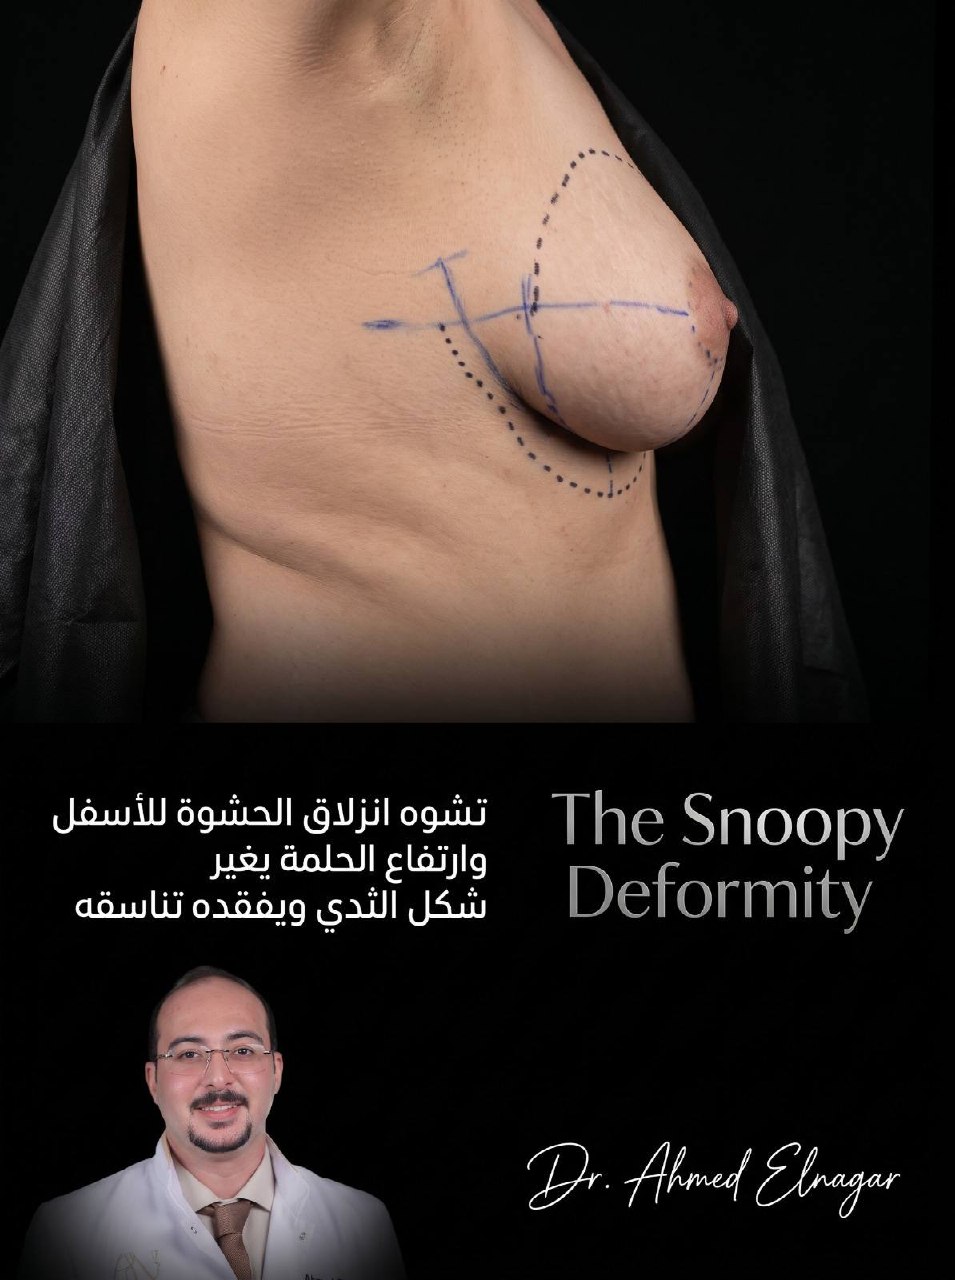 The Snoopy
Deformity
تشوه انزلاق الحشوة للأسفل
وارتفاع الحلمة يغير
شكل الثدي ويفقده تناسقه
Dr. Ahmed Elnagar